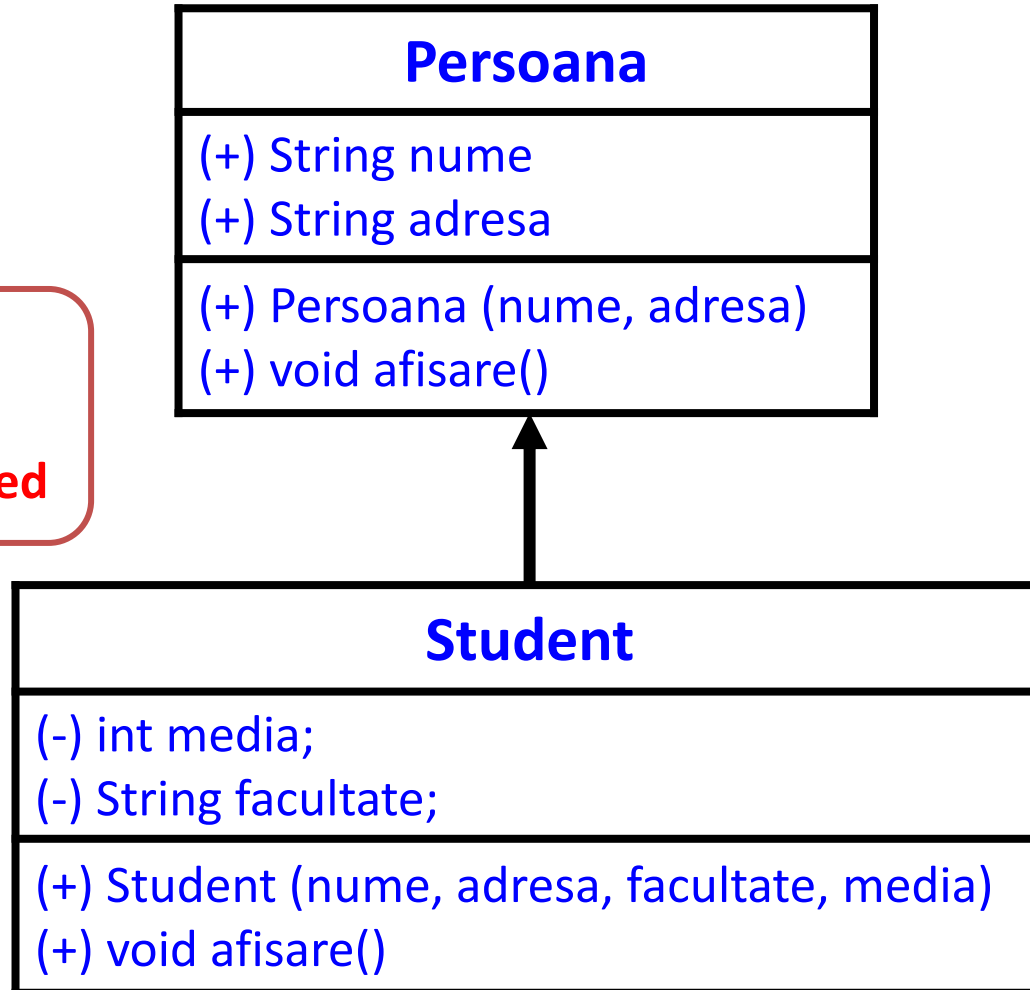 Persoana
(+) String nume
(+) String adresa
(+) Persoana (nume, adresa)
(+) void afisare()
ed
Student
(-) int media;
(-) String facultate;
(+) Student (nume, adresa, facultate, media)
(+) void afisare()